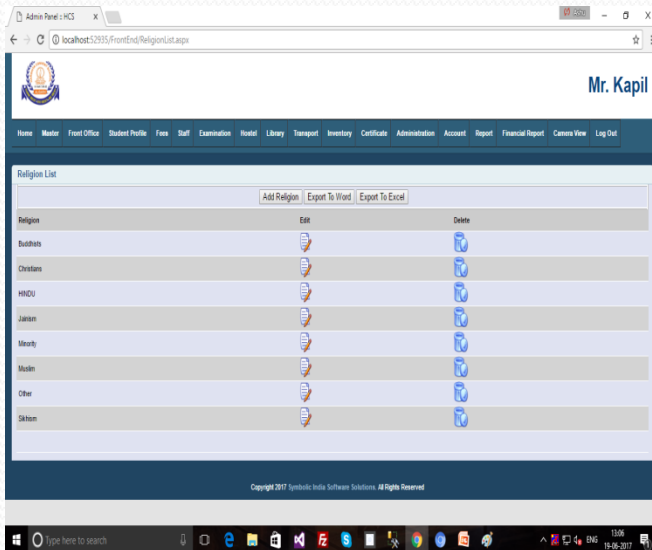 Admin Panel :: HCS
localhost:52935/FrontEnd/ReligionList.aspx
Mr. Kapil
Home Master Front Office Student Profile Fees Staff Examination Hostel Library Transport Inventory Certificate Administration Account Report Financial Report Camera View Log Out
Religion List
Add Religion Export To Word Export To Excel
Religion Edit Delete
Buddhists
Christians
HINDU
Jainism
Minority
Muslim
Other
Sikhism
Copyright 2017 Symbolic India Software Solutions. All Rights Reserved
Type here to search
ENG 13:06
19-06-2017